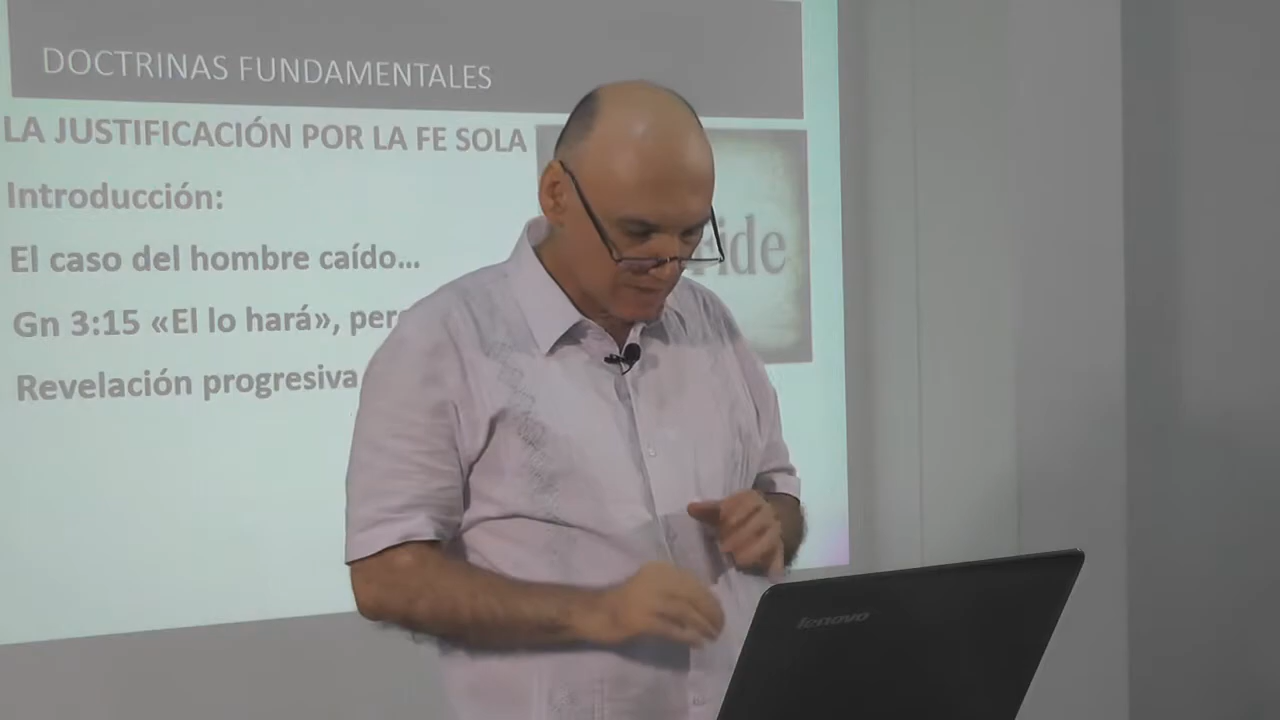 DOCTRINAS FUNDAMENTALES
LA JUSTIFICACIÓN POR LA FE SOLA
Introducción:
El caso del hombre caído...
Gn 3:15 «El lo hará»,
Revelación progresiva
lenovo